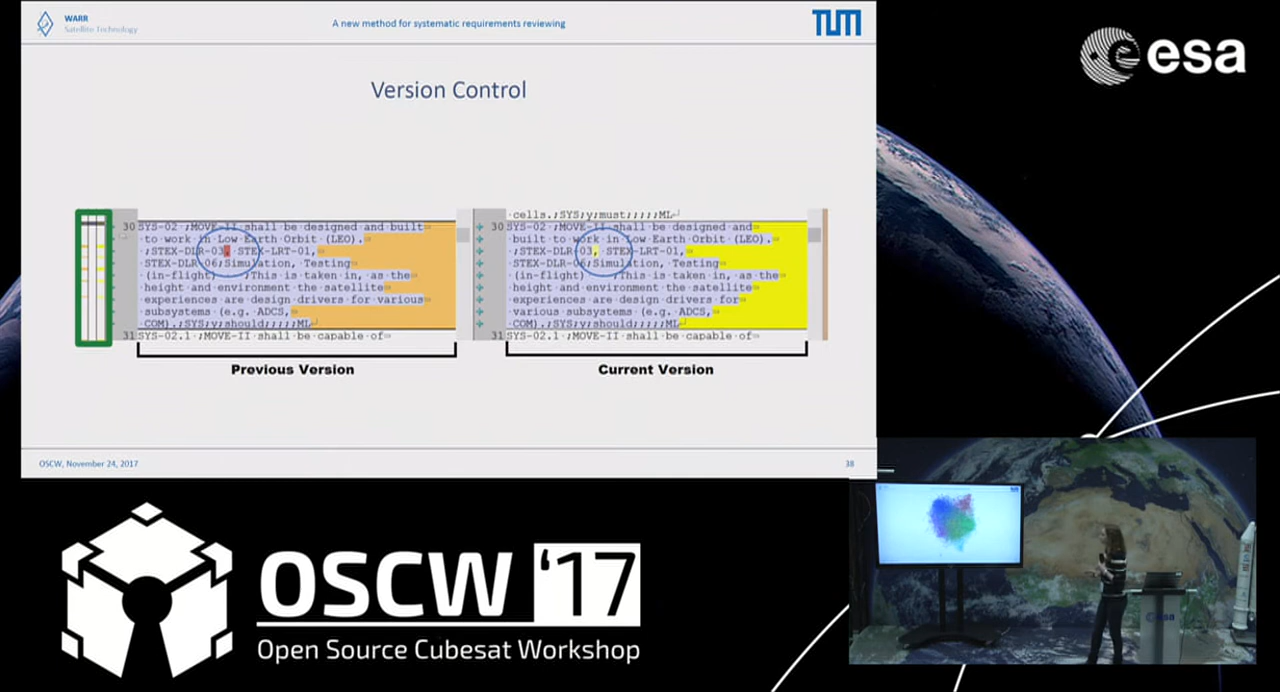 WARR
Satellite Technology
A new method for systematic requirements reviewing
TUM
esa
Version Control
30 SYS-02 ;MOVE-II shall be designed and built
to work in Low Earth Orbit (LEO).
;STEX-DLR-03, STEX-LRT-01,
STEX-DLR-06;Simulation, Testing
(in-flight) ;This is taken in, as the
height and environment the satellite
experiences are design drivers for various
subsystems (e.g. ADCS,
COM).;SYS;y;should;;;;;ML
31 SYS-02.1 ;MOVE-II shall be capable of
Previous Version
cells.;SYS;y;must;;;;;ML
30 SYS-02 ;MOVE-II shall be designed and
built to work in Low Earth Orbit (LEO).
;STEX-DLR-03, STEX-LRT-01,
STEX-DLR-06;Simulation, Testing
(in-flight) ;This is taken in, as the
height and environment the satellite
experiences are design drivers for
various subsystems (e.g. ADCS,
COM).;SYS;y;should;;;;;ML
31 SYS-02.1 ;MOVE-II shall be capable of
Current Version
OSCW, November 24, 2017
38
OSCW '17
Open Source Cubesat Workshop
esa